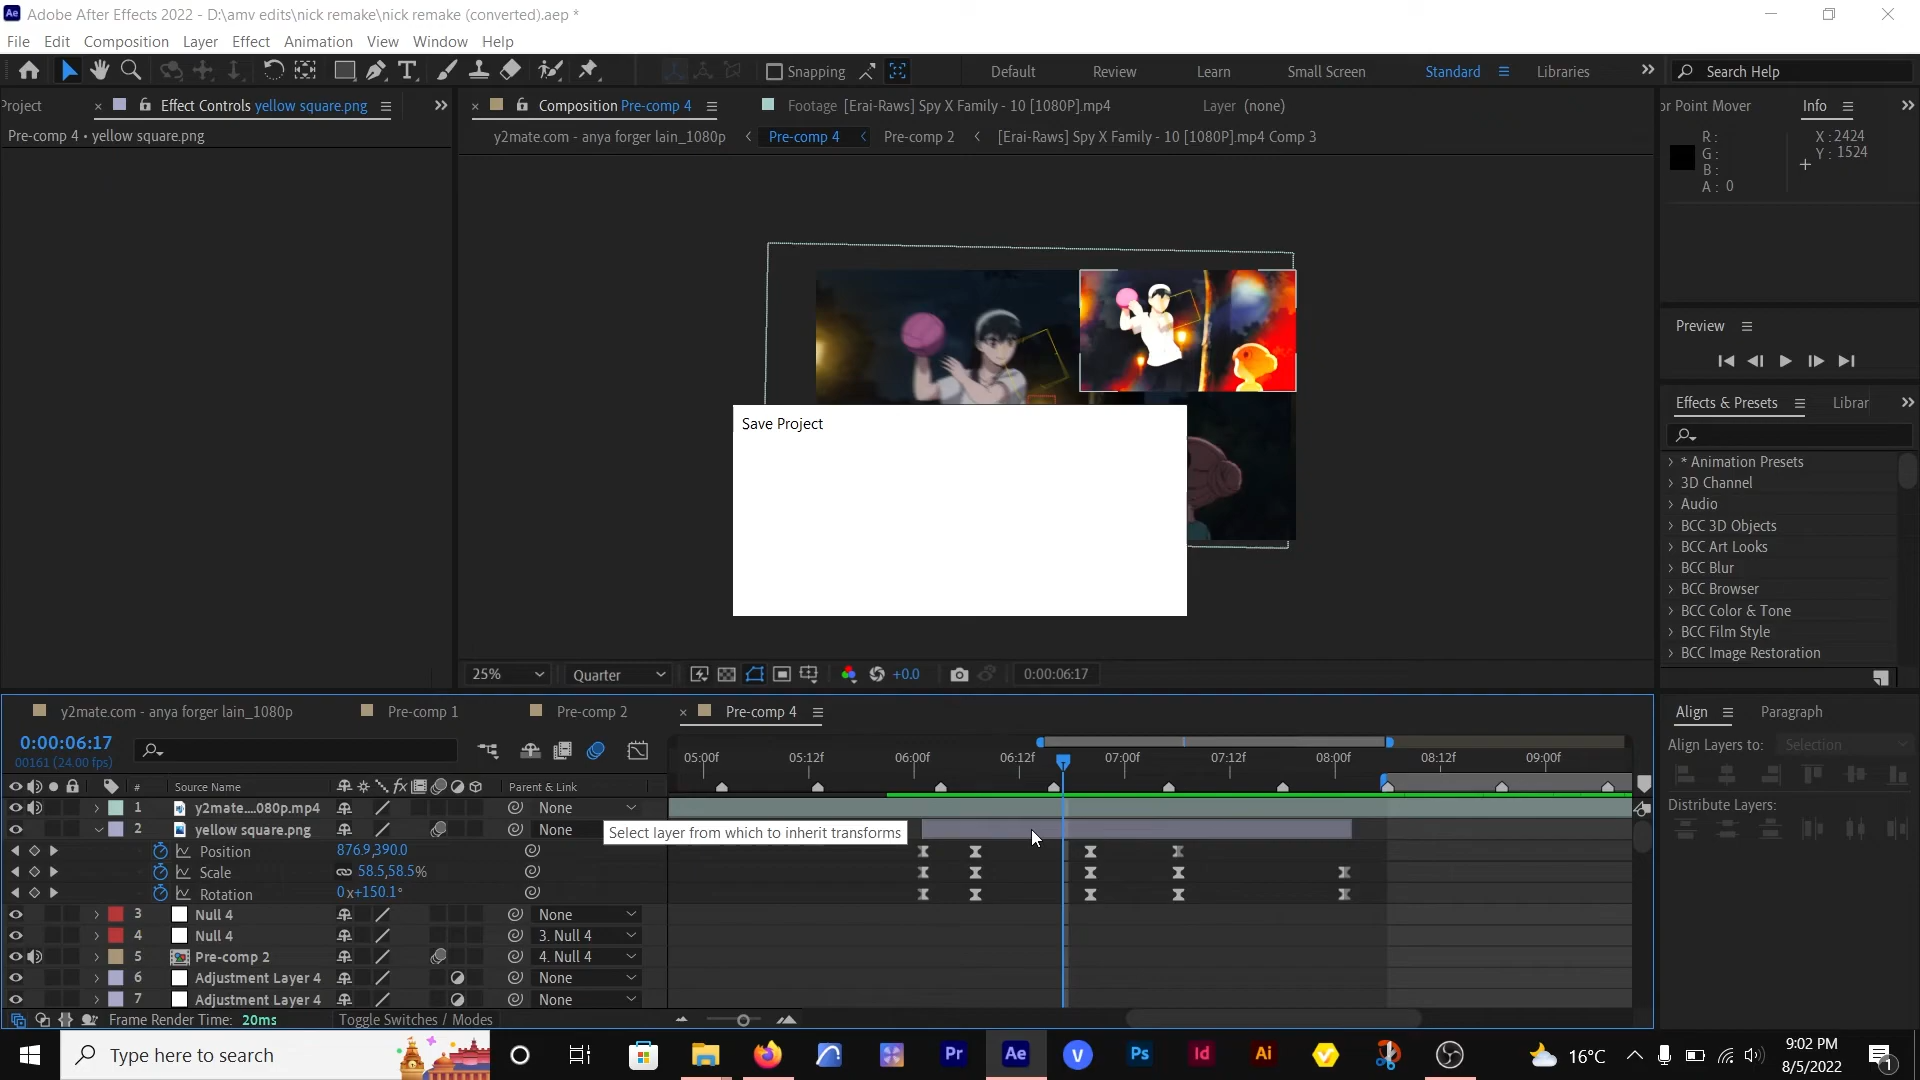 Adobe After Effects 2022 - D:\amv edits\nick remake\nick remake (converted).aep *
File Edit Composition Layer Effect Animation View Window Help
Snapping Default Review Learn Small Screen Standard Libraries Search Help
Project Effect Controls yellow square.png Composition Pre-comp 4 Footage [Erai-Raws] Spy X Family - 10 [1080P].mp4 Layer (none) or Point Mover Info
Pre-comp 4 • yellow square.png y2mate.com - anya forger lain_1080p Pre-comp 4 Pre-comp 2 [Erai-Raws] Spy X Family - 10 [1080P].mp4 Comp 3
R : X : 2424
G : Y : 1524
B :
A : 0
Preview
Effects & Presets Librar
* Animation Presets
3D Channel
Audio
BCC 3D Objects
BCC Art Looks
BCC Blur
BCC Browser
BCC Color & Tone
BCC Film Style
BCC Image Restoration
Save Project
25% Quarter +0.0 0:00:06:17
y2mate.com - anya forger lain_1080p Pre-comp 1 Pre-comp 2 Pre-comp 4 Align Paragraph
0:00:06:17
00161 (24.00 fps)
Align Layers to: Selection
Distribute Layers:
05:00f 05:12f 06:00f 06:12f 07:00f 07:12f 08:00f 08:12f 09:00f
# Source Name fx Parent & Link
1 y2mate....080p.mp4 None
2 yellow square.png None Select layer from which to inherit transforms
Position 876.9,390.0
Scale 58.5,58.5%
Rotation 0x+150.1°
3 Null 4 None
4 Null 4 3. Null 4
5 Pre-comp 2 4. Null 4
6 Adjustment Layer 4 None
7 Adjustment Layer 4 None
Frame Render Time: 20ms Toggle Switches / Modes
Type here to search Pr Ae V Ps Id Ai 16°C 9:02 PM
8/5/2022
1